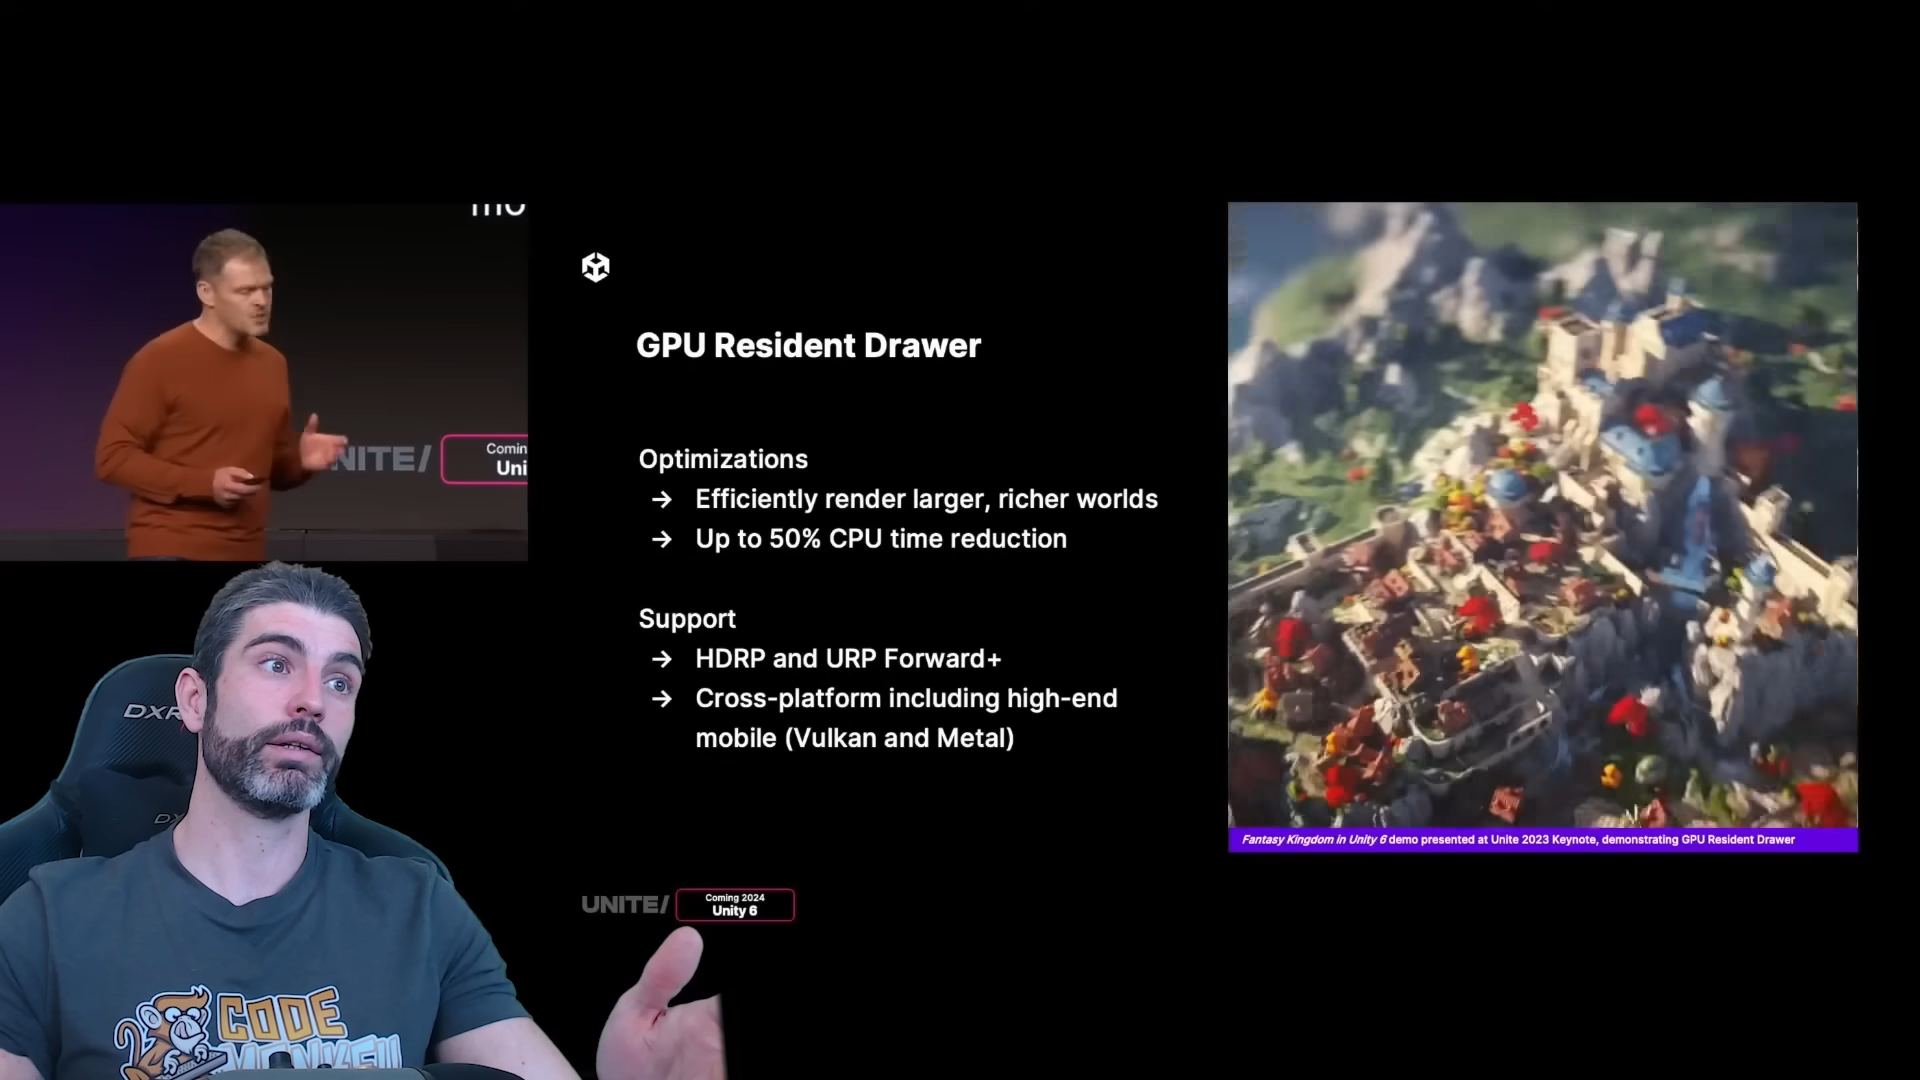 NITE/
Comin
Uni
GPU Resident Drawer
Optimizations
→ Efficiently render larger, richer worlds
→ Up to 50% CPU time reduction
Support
→ HDRP and URP Forward+
→ Cross-platform including high-end
mobile (Vulkan and Metal)
Fantasy Kingdom in Unity 6 demo presented at Unite 2023 Keynote, demonstrating GPU Resident Drawer
UNITE/
Coming 2024
Unity 6
DXR
DX
CODE
MONKEY